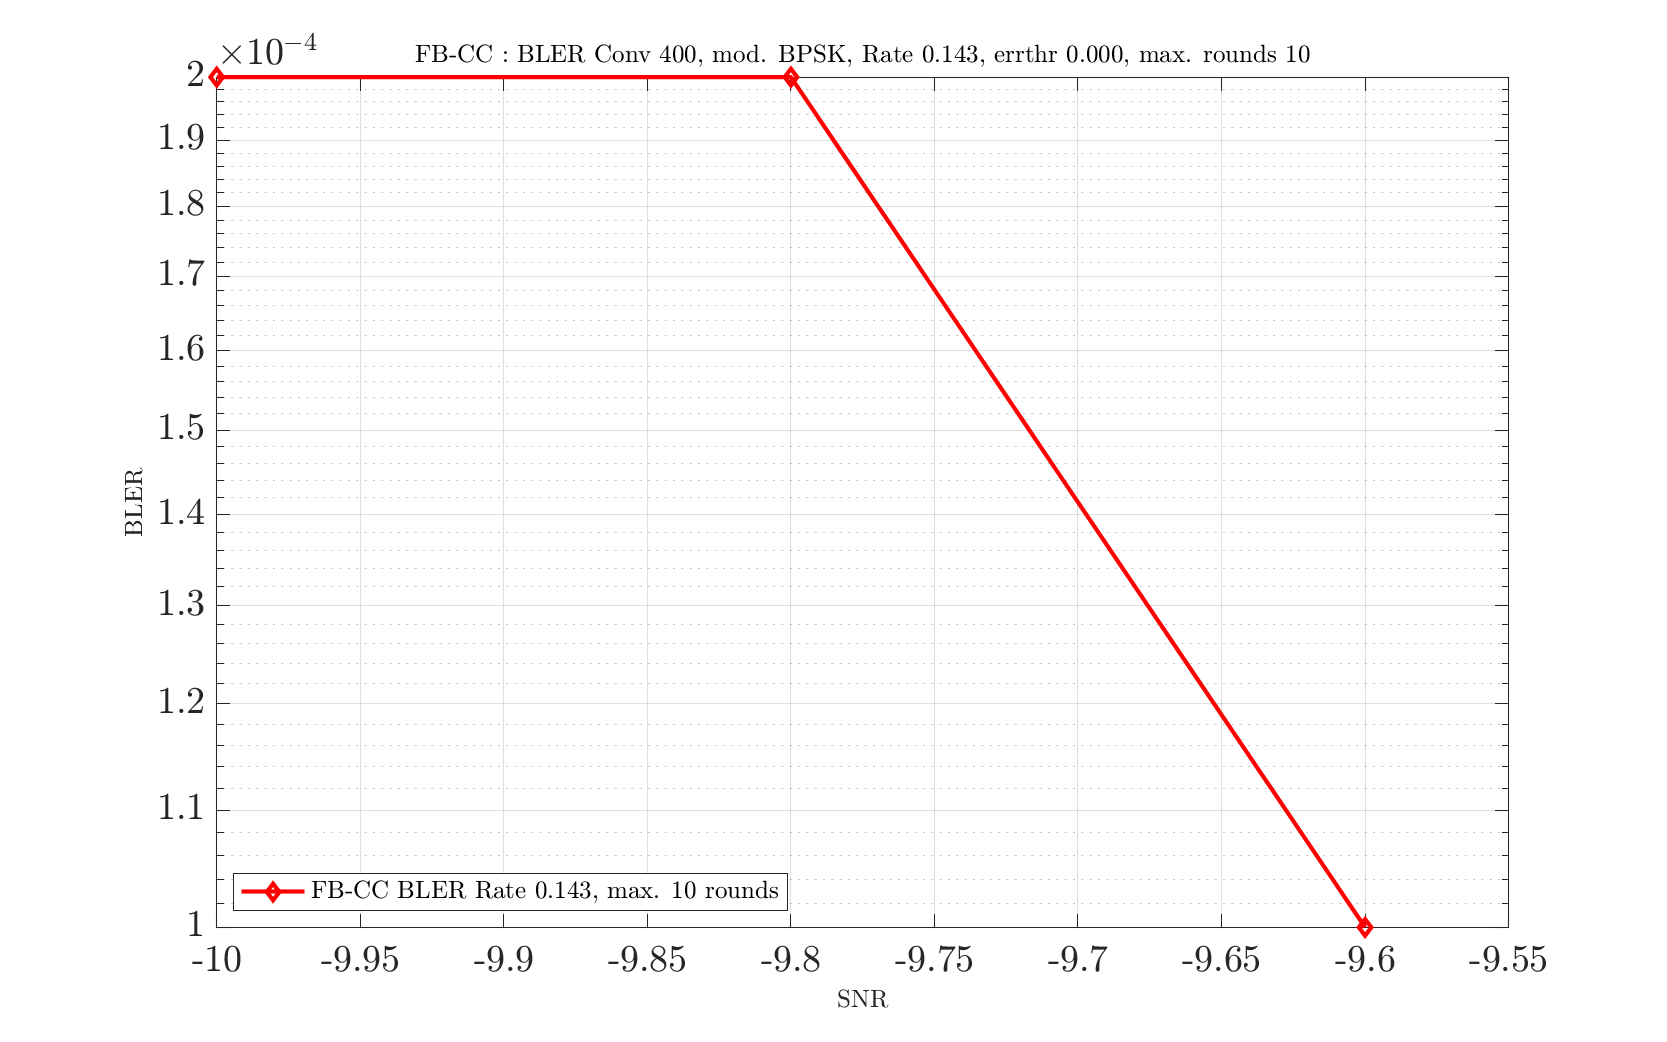 ×10⁻⁴
FB-CC : BLER Conv 400, mod. BPSK, Rate 0.143, errthr 0.000, max. rounds 10
2
1.9
1.8
1.7
1.6
1.5
1.4
1.3
1.2
1.1
1
BLER
FB-CC BLER Rate 0.143, max. 10 rounds
-10 -9.95 -9.9 -9.85 -9.8 -9.75 -9.7 -9.65 -9.6 -9.55
SNR